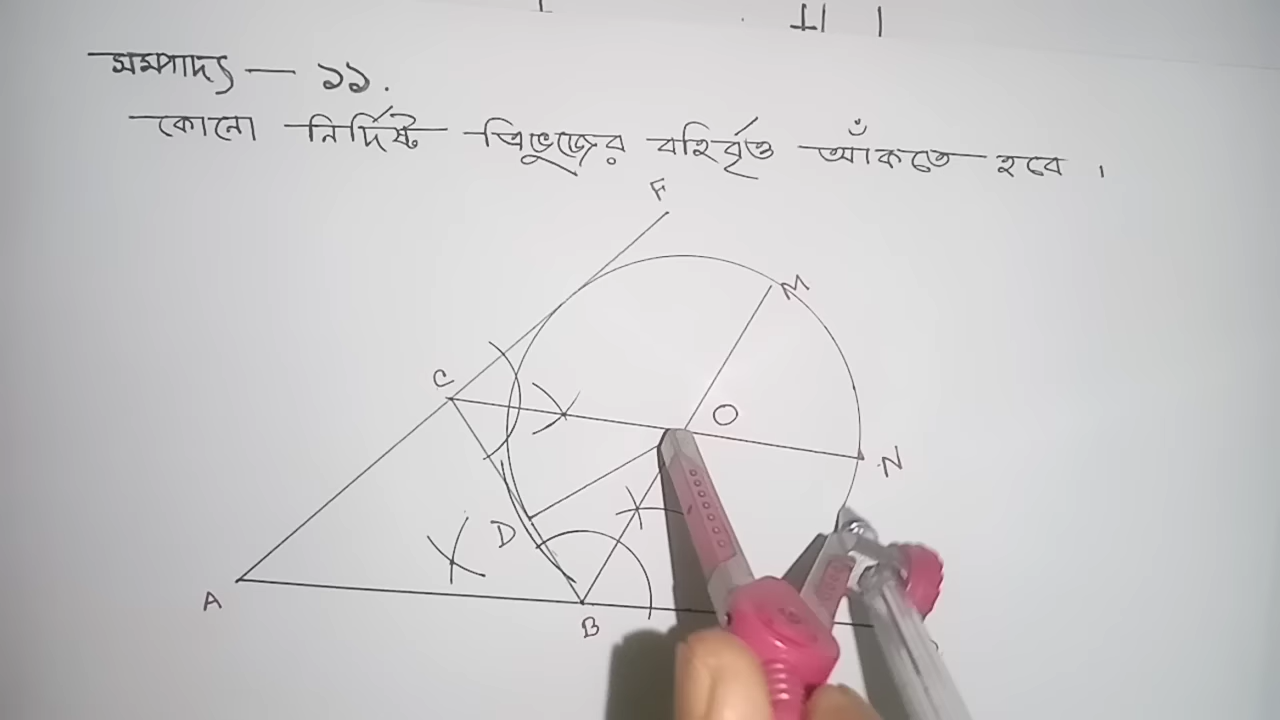 সম্পাদ্য — ১১.
কোনো নির্দিষ্ট ত্রিভুজের বহির্বৃত্ত আঁকতে হবে ।
F
M
C
O
N
D
A
B